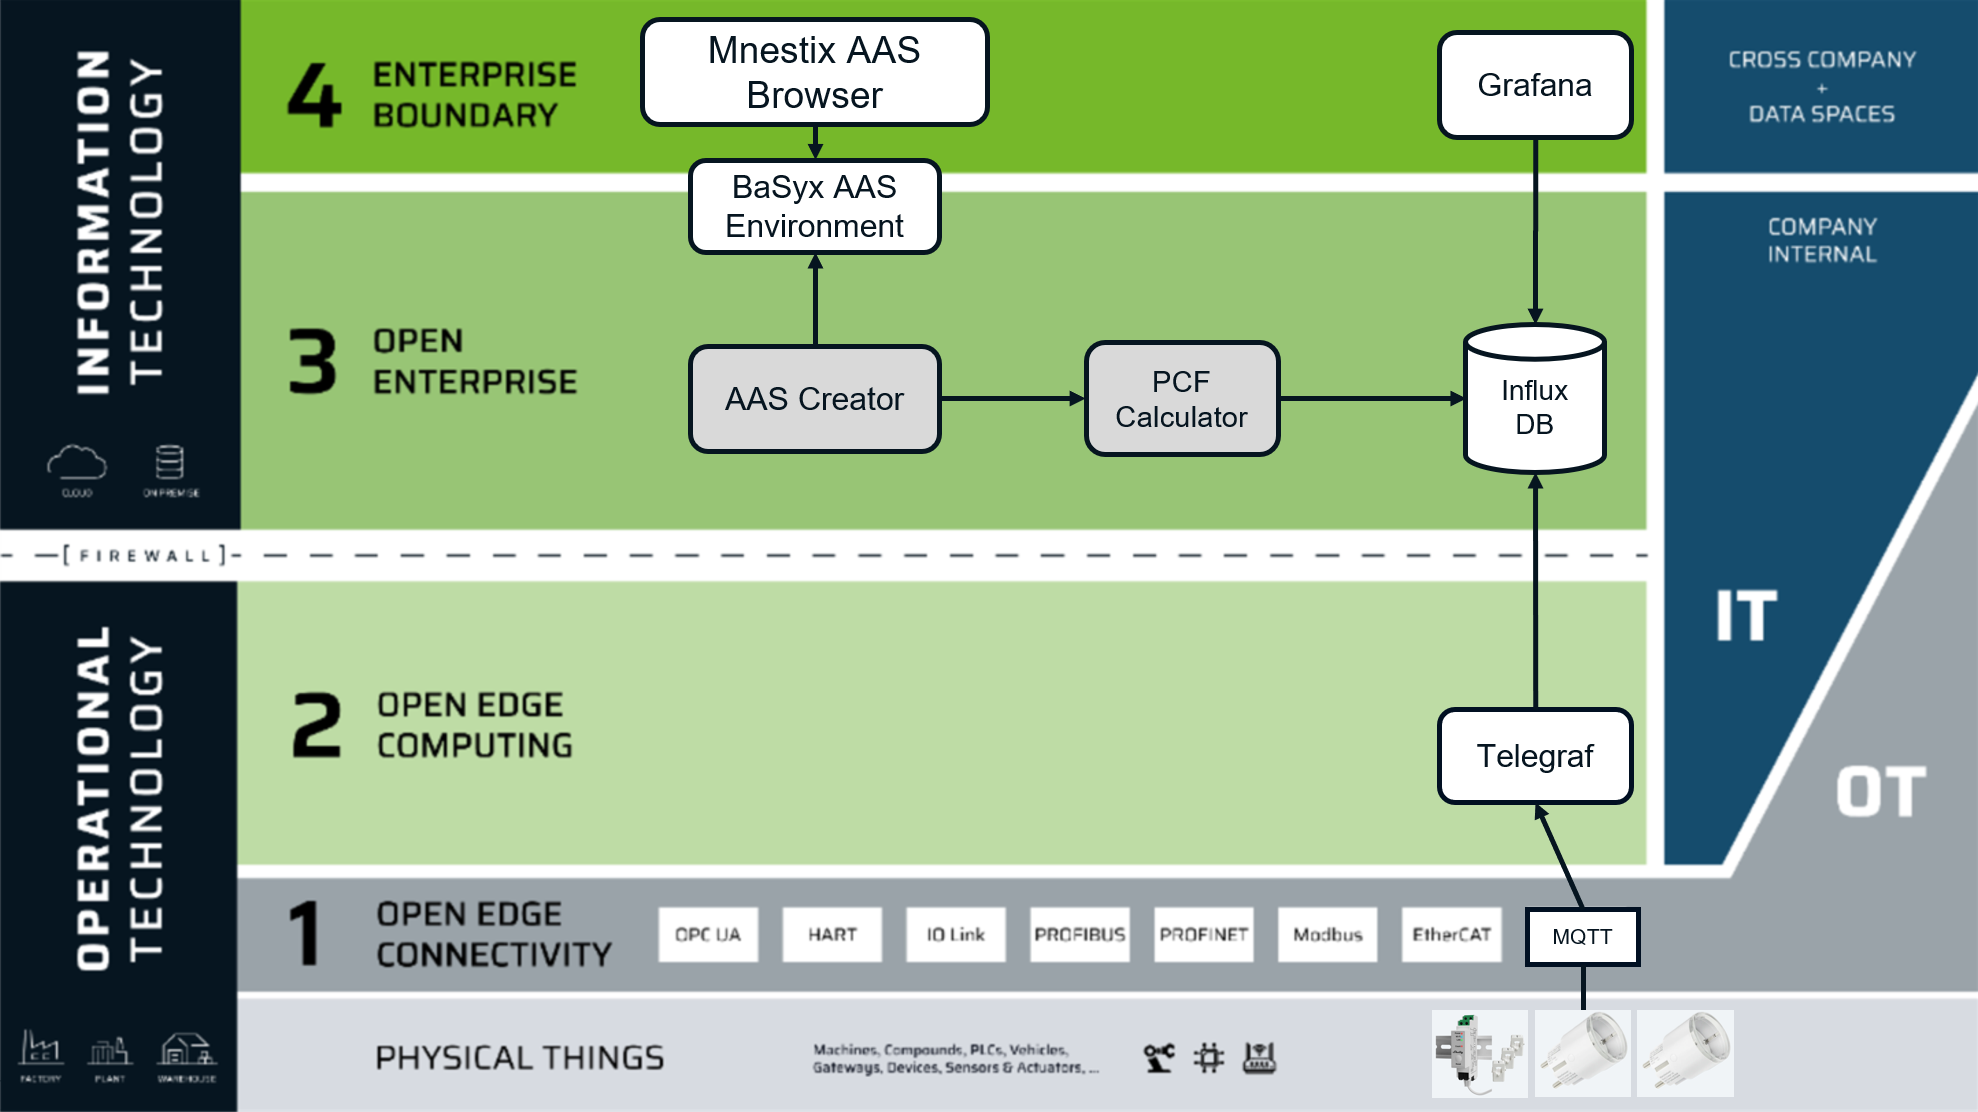 INFORMATION
TECHNOLOGY
CLOUD
ON PREMISE
4
ENTERPRISE
BOUNDARY
Mnestix AAS
Browser
Grafana
CROSS COMPANY
+
DATA SPACES
BaSyx AAS
Environment
COMPANY
INTERNAL
3
OPEN
ENTERPRISE
AAS Creator
PCF
Calculator
Influx
DB
[FIREWALL]
IT
OT
OPERATIONAL
TECHNOLOGY
FACTORY
PLANT
WAREHOUSE
2
OPEN EDGE
COMPUTING
Telegraf
1
OPEN EDGE
CONNECTIVITY
OPC UA
HART
IO Link
PROFIBUS
PROFINET
Modbus
EtherCAT
MQTT
PHYSICAL THINGS
Machines, Compounds, PLCs, Vehicles,
Gateways, Devices, Sensors & Actuators, ...